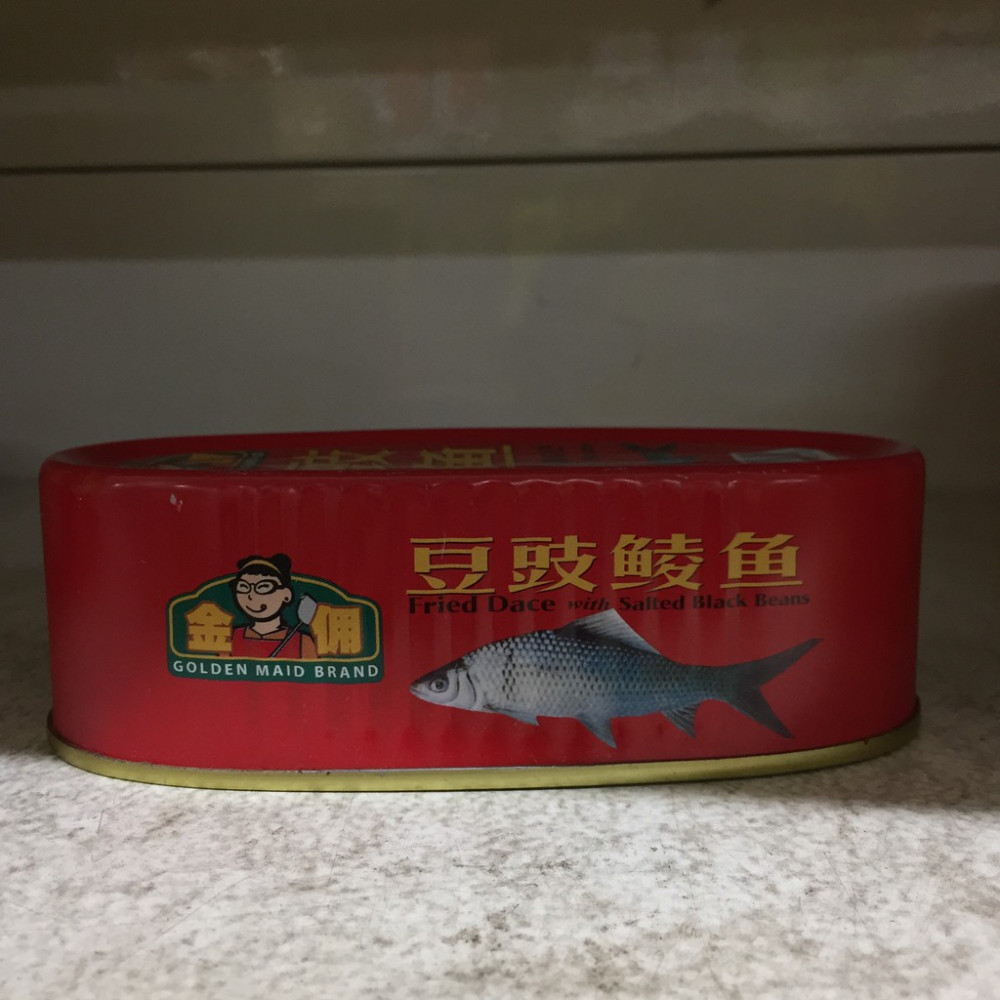 豆豉鲮鱼
Fried Dace with Salted Black Beans
金佣
GOLDEN MAID BRAND